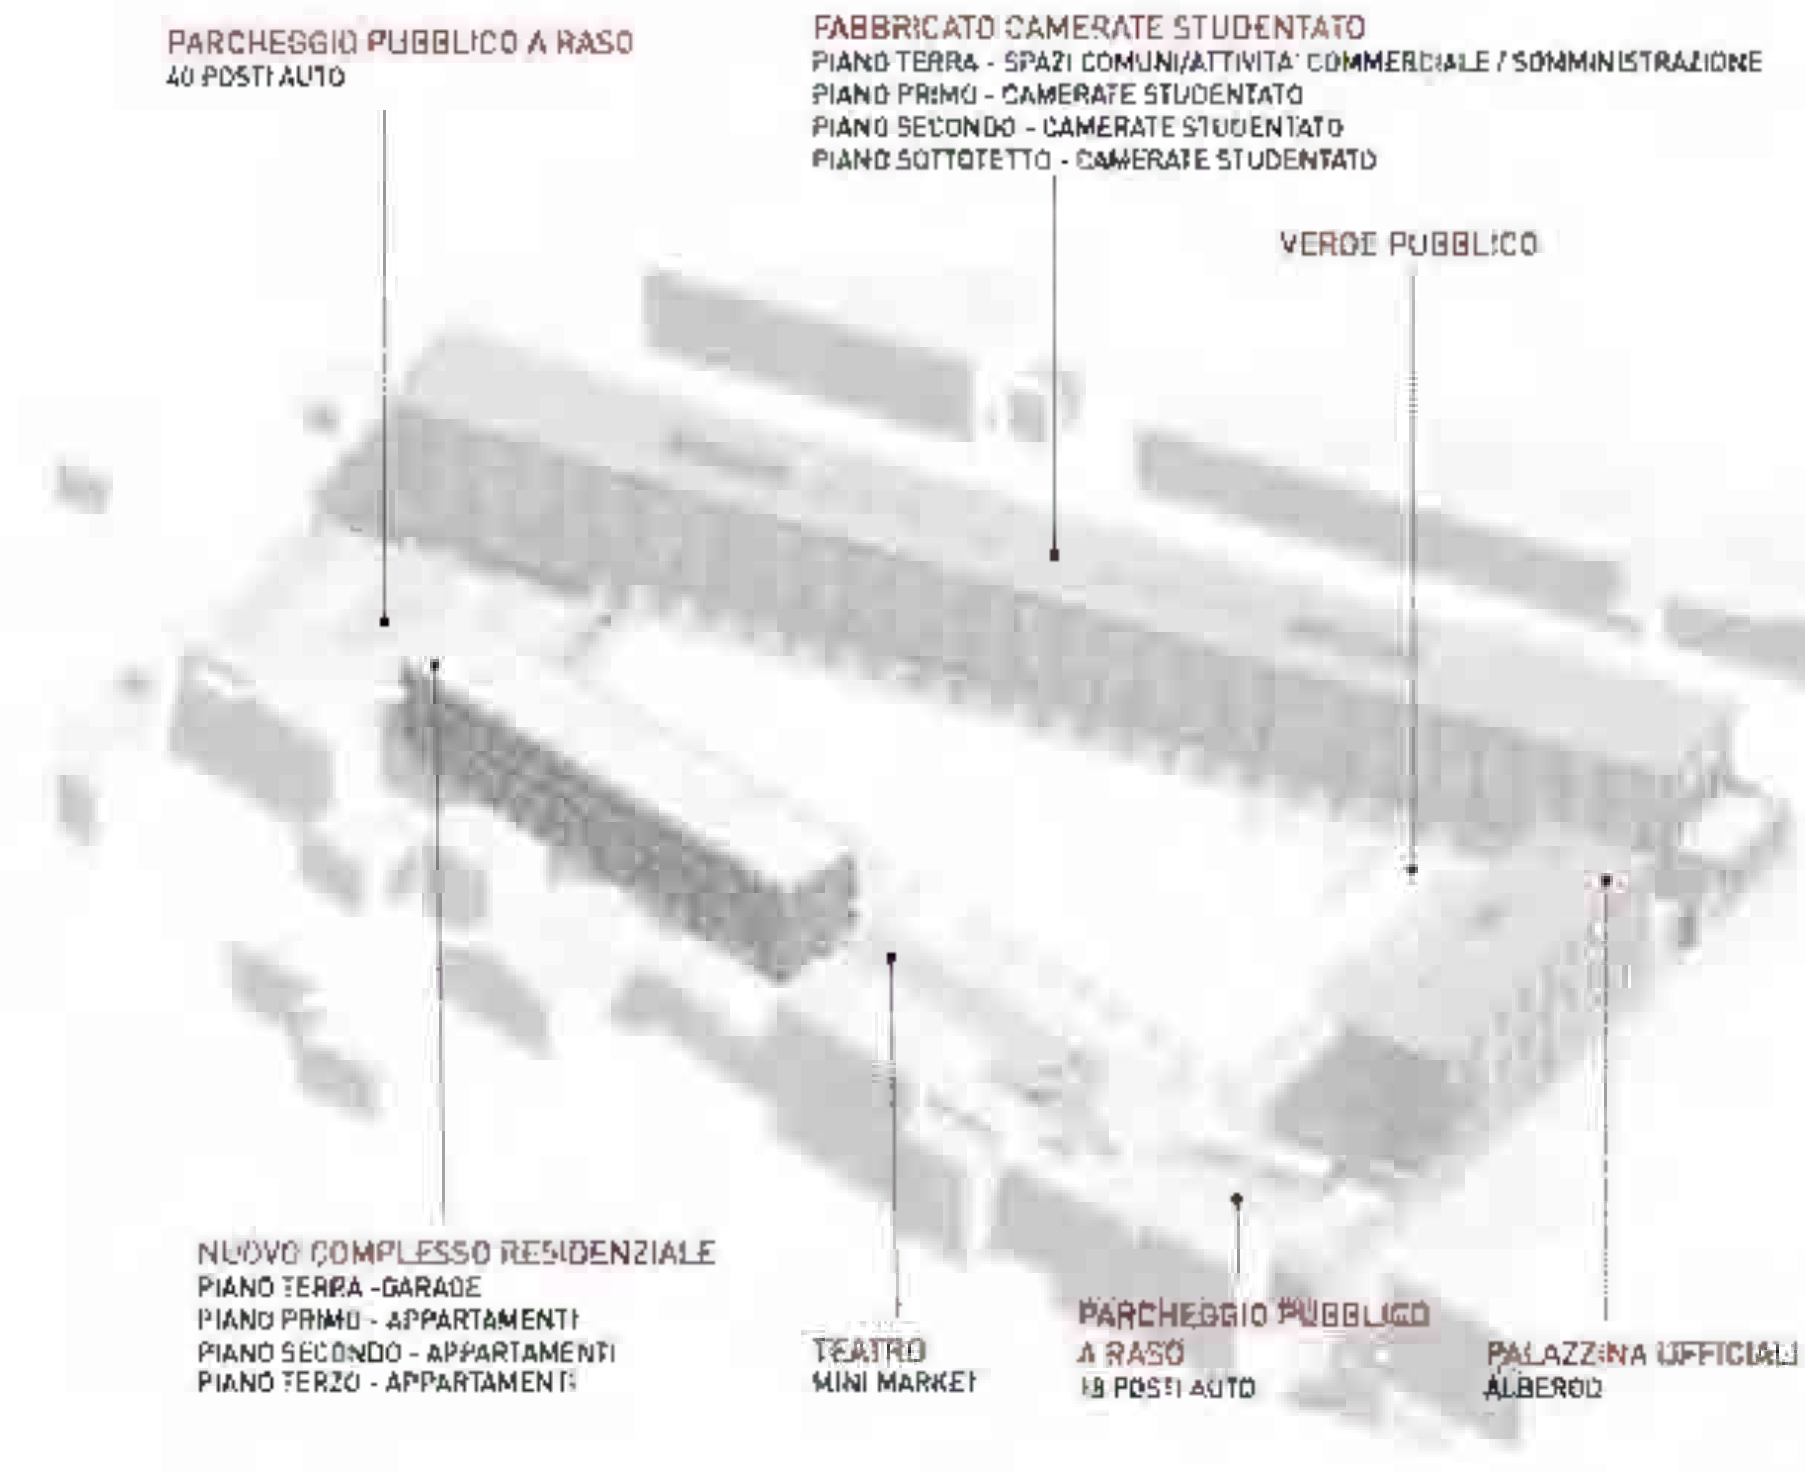 PARCHEGGIO PUBBLICO A RASO
40 POSTI AUTO
FABBRICATO CAMERATE STUDENTATO
PIANO TERRA - SPAZI COMUNI/ATTIVITA' COMMERCIALE / SOMMINISTRAZIONE
PIANO PRIMO - CAMERATE STUDENTATO
PIANO SECONDO - CAMERATE STUDENTATO
PIANO SOTTOTETTO - CAMERATE STUDENTATO
VERDE PUBBLICO
NUOVO COMPLESSO RESIDENZIALE
PIANO TERRA -GARAGE
PIANO PRIMO - APPARTAMENTI
PIANO SECONDO - APPARTAMENTI
PIANO TERZO - APPARTAMENTI
TEATRO
MINI MARKET
PARCHEGGIO PUBBLICO
A RASO
POSTI AUTO
PALAZZINA UFFICIALI
ALBERGO